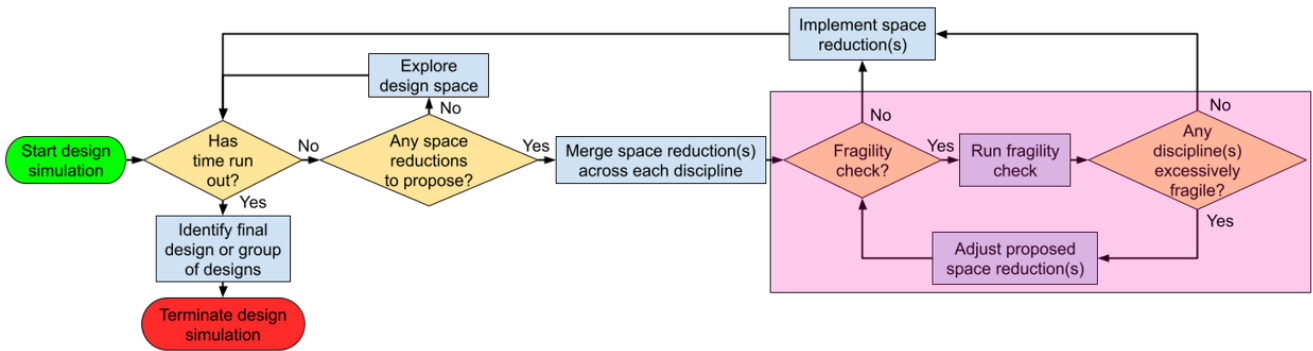 Start design
simulation
Has
time run
out?
No
Yes
Identify final
design or group
of designs
Terminate design
simulation
Explore
design space
No
Any space
reductions
to propose?
Yes
Merge space reduction(s)
across each discipline
Implement space
reduction(s)
No
Fragility
check?
Yes
Run fragility
check
No
Any
discipline(s)
excessively
fragile?
Yes
Adjust proposed
space reduction(s)